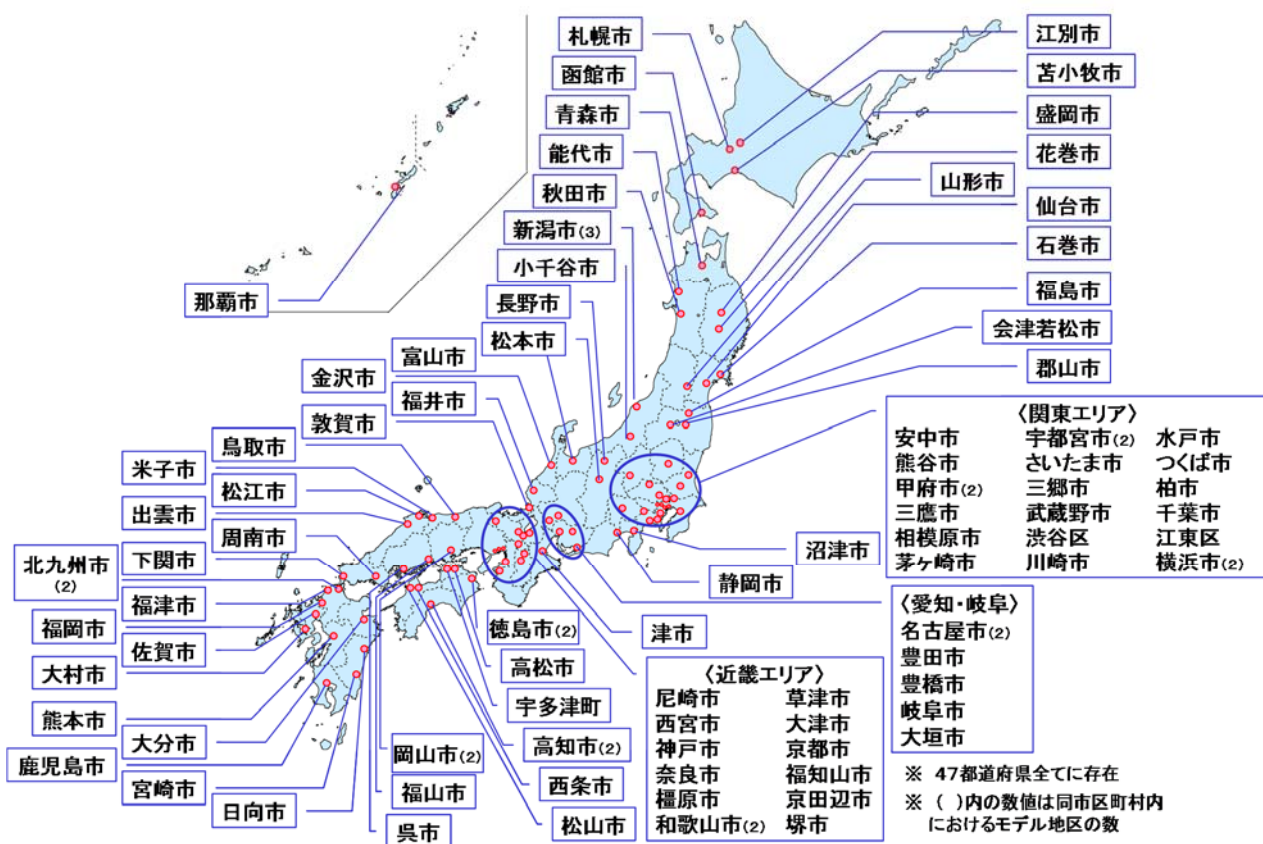 札幌市
函館市
青森市
能代市
秋田市
新潟市(3)
小千谷市
長野市
松本市
富山市
金沢市
福井市
敦賀市
鳥取市
米子市
松江市
出雲市
周南市
下関市
北九州市
(2)
福津市
福岡市
佐賀市
大村市
熊本市
大分市
鹿児島市
宮崎市
日向市
那覇市
江別市
苫小牧市
盛岡市
花巻市
山形市
仙台市
石巻市
福島市
会津若松市
郡山市
〈関東エリア〉
安中市 宇都宮市(2) 水戸市
熊谷市 さいたま市 つくば市
甲府市(2) 三郷市 柏市
三鷹市 武蔵野市 千葉市
相模原市 渋谷区 江東区
茅ヶ崎市 川崎市 横浜市(2)
沼津市
静岡市
〈愛知・岐阜〉
名古屋市(2)
豊田市
豊橋市
岐阜市
大垣市
津市
〈近畿エリア〉
尼崎市 草津市
西宮市 大津市
神戸市 京都市
奈良市 福知山市
橿原市 京田辺市
和歌山市(2) 堺市
徳島市(2)
高松市
宇多津町
高知市(2)
西条市
松山市
岡山市(2)
福山市
呉市
※ 47都道府県全てに存在
※ ( )内の数値は同市区町村内
におけるモデル地区の数